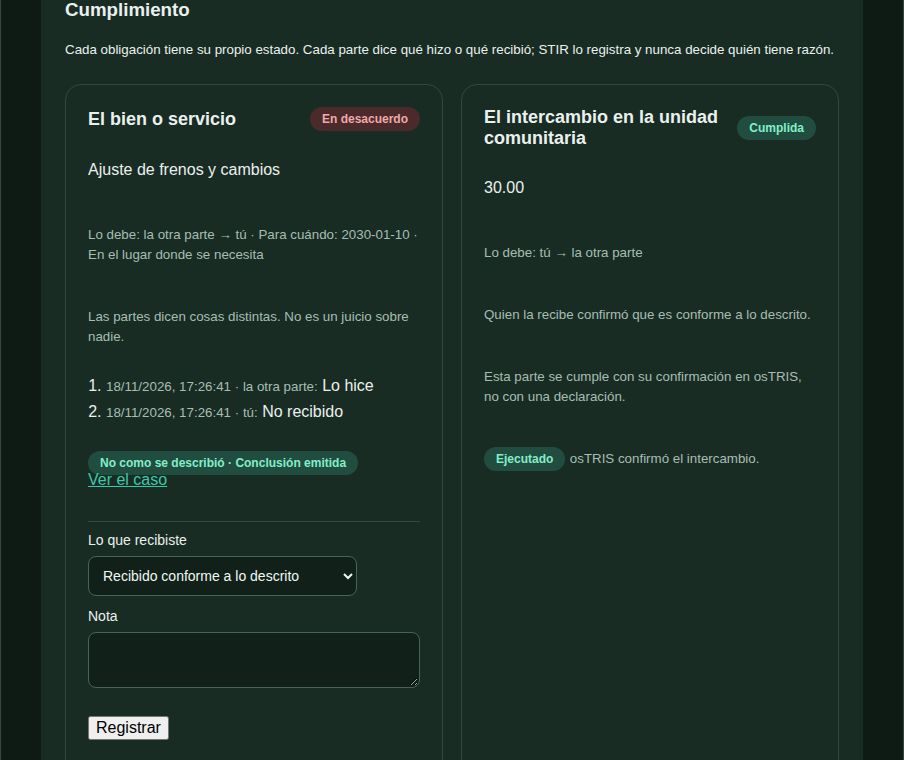 Cumplimiento
Cada obligación tiene su propio estado. Cada parte dice qué hizo o qué recibió; STIR lo registra y nunca decide quién tiene razón.
El bien o servicio
En desacuerdo
Ajuste de frenos y cambios
Lo debe: la otra parte → tú · Para cuándo: 2030-01-10 ·
En el lugar donde se necesita
Las partes dicen cosas distintas. No es un juicio sobre
nadie.
1. 18/11/2026, 17:26:41 · la otra parte: Lo hice
2. 18/11/2026, 17:26:41 · tú: No recibido
No como se describió · Conclusión emitida
Ver el caso
Lo que recibiste
Recibido conforme a lo descrito
Nota
Registrar
El intercambio en la unidad
comunitaria
Cumplida
30.00
Lo debe: tú → la otra parte
Quien la recibe confirmó que es conforme a lo descrito.
Esta parte se cumple con su confirmación en osTRIS,
no con una declaración.
Ejecutado osTRIS confirmó el intercambio.